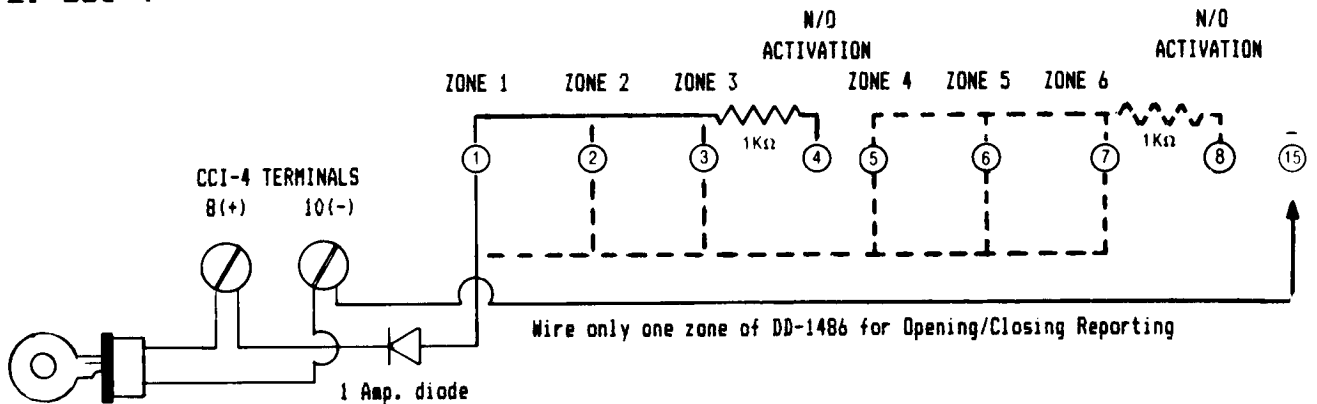 N/O N/O
ACTIVATION ACTIVATION
ZONE 1 ZONE 2 ZONE 3 ZONE 4 ZONE 5 ZONE 6
1KΩ 1KΩ
1 2 3 4 5 6 7 8 - 15
CCI-4 TERMINALS
8(+) 10(-)
Wire only one zone of DD-1486 for Opening/Closing Reporting
1 Amp. diode